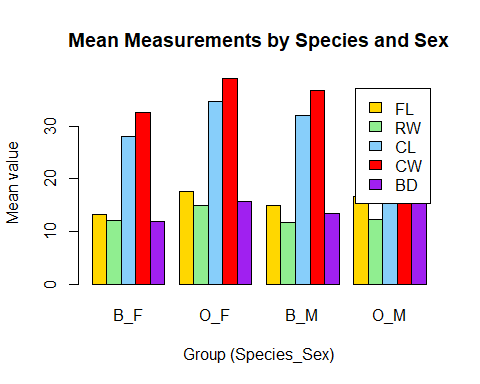 Mean Measurements by Species and Sex
Mean value
30
20
10
0
FL
RW
CL
CW
BD
B_F
O_F
B_M
O_M
Group (Species_Sex)